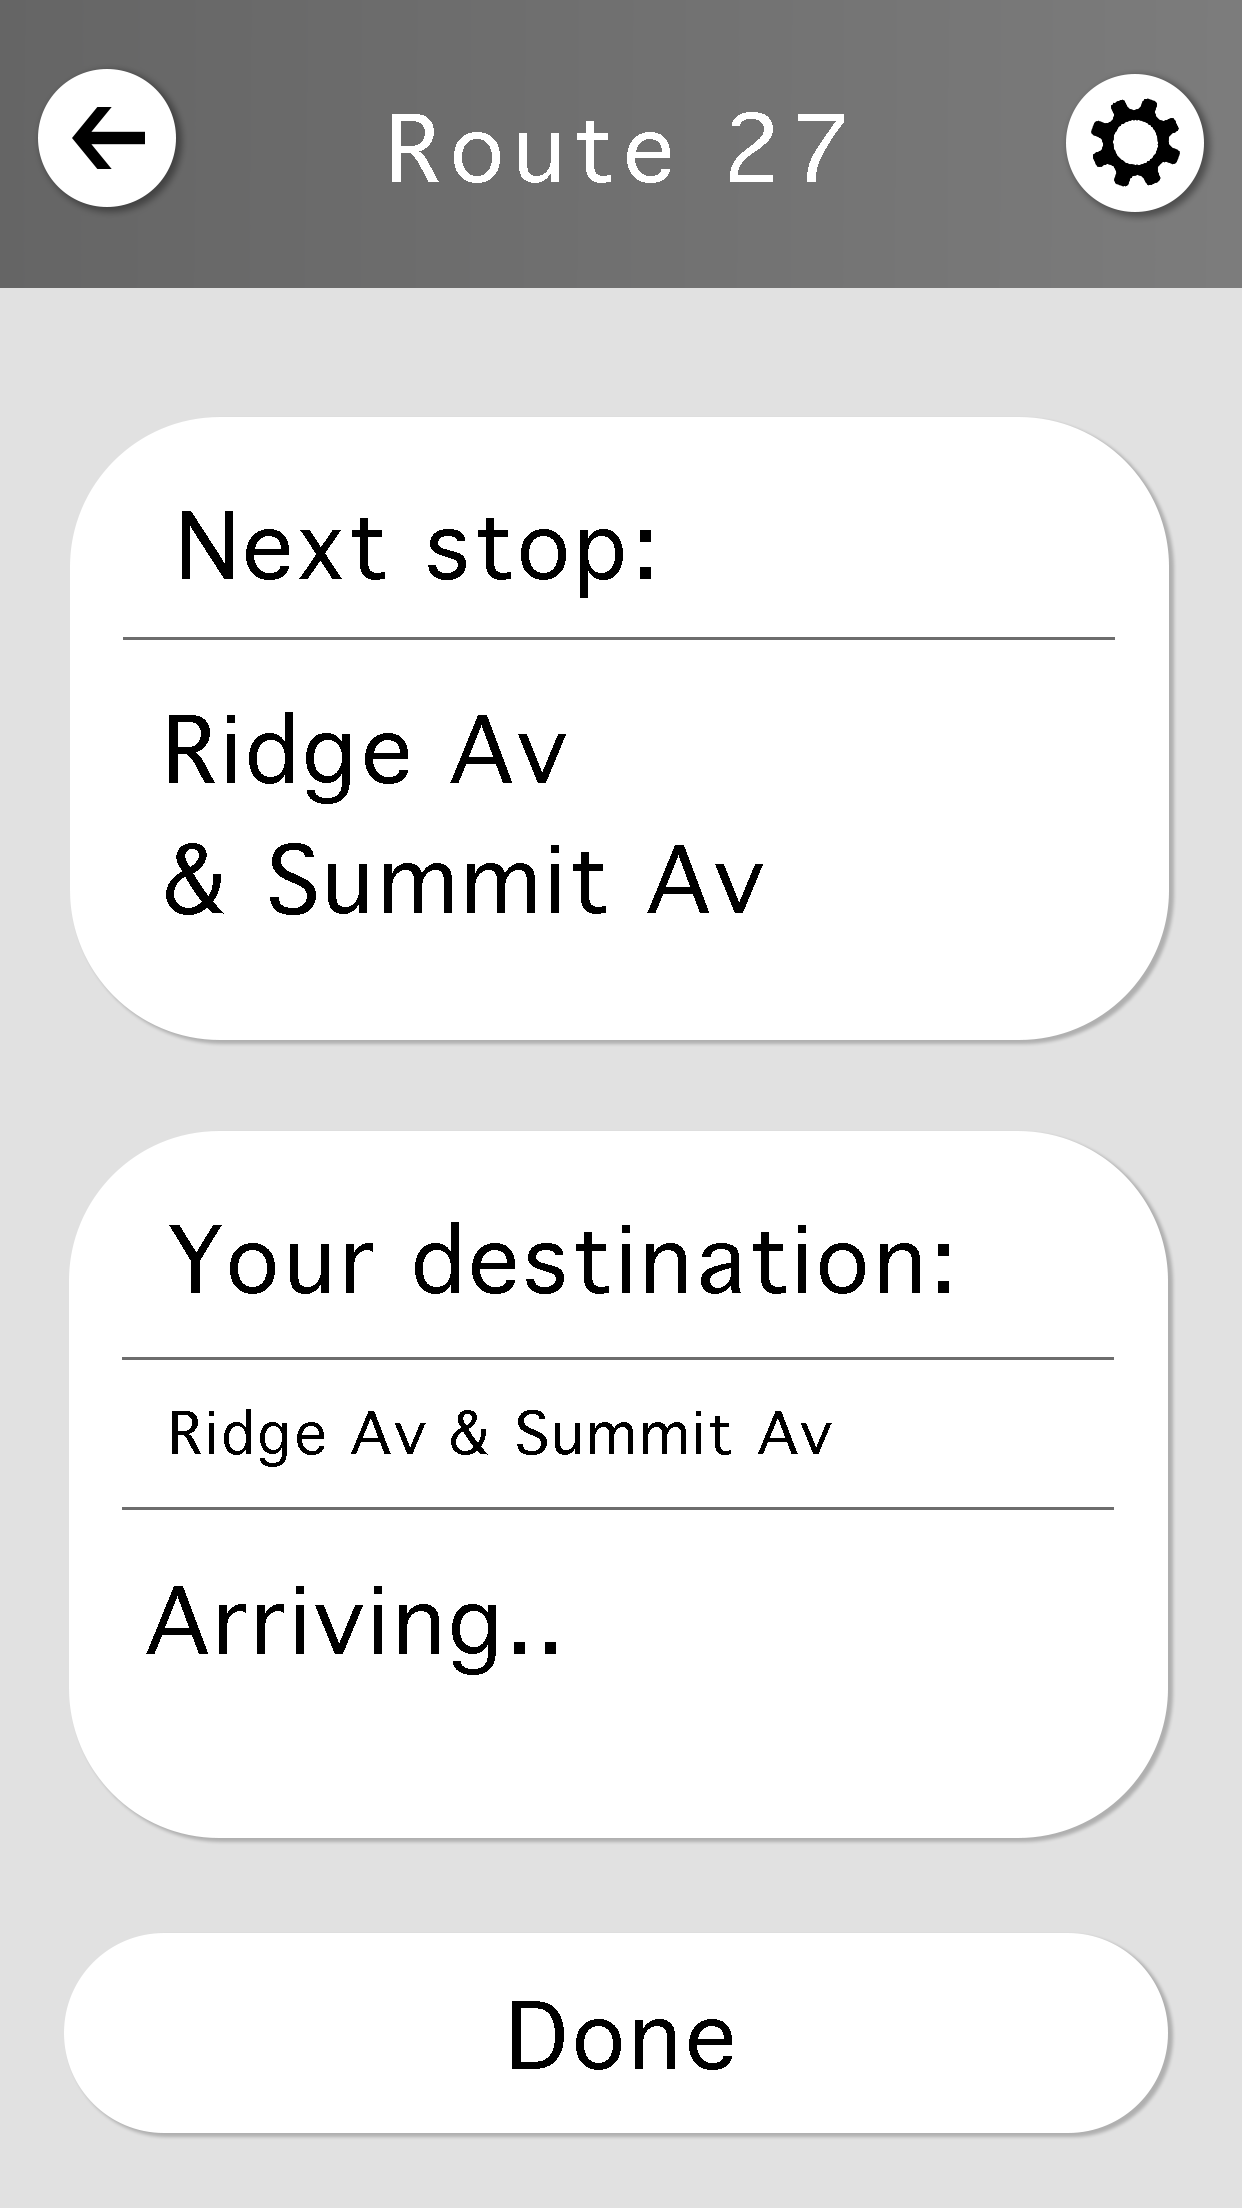 Route 27
Next stop:
Ridge Av
& Summit Av
Your destination:
Ridge Av & Summit Av
Arriving..
Done